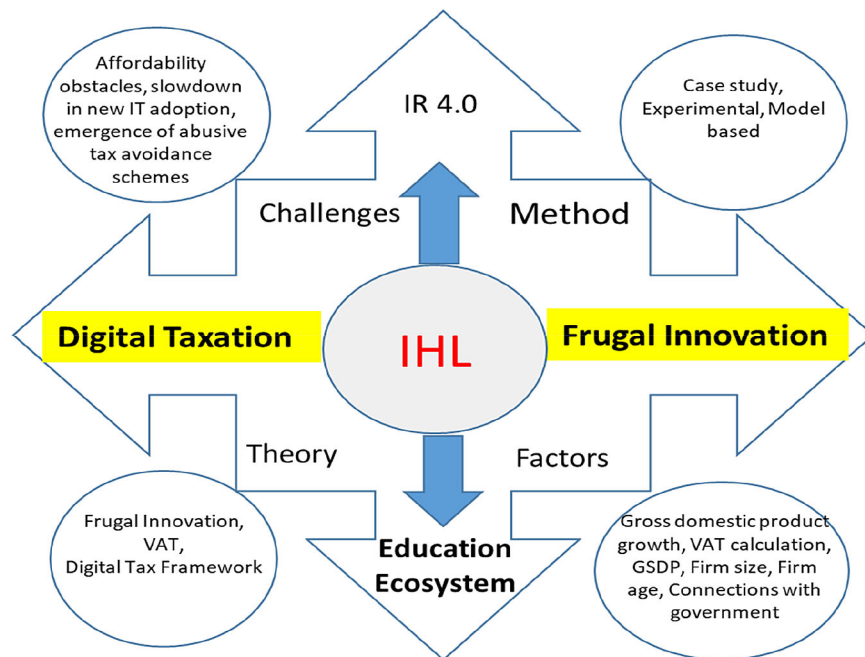 Affordability
obstacles, slowdown
in new IT adoption,
emergence of abusive
tax avoidance
schemes
IR 4.0
Case study,
Experimental, Model
based
Challenges
Method
Digital Taxation
IHL
Frugal Innovation
Theory
Factors
Frugal Innovation,
VAT,
Digital Tax Framework
Education
Ecosystem
Gross domestic product
growth, VAT calculation,
GSDP, Firm size, Firm
age, Connections with
government